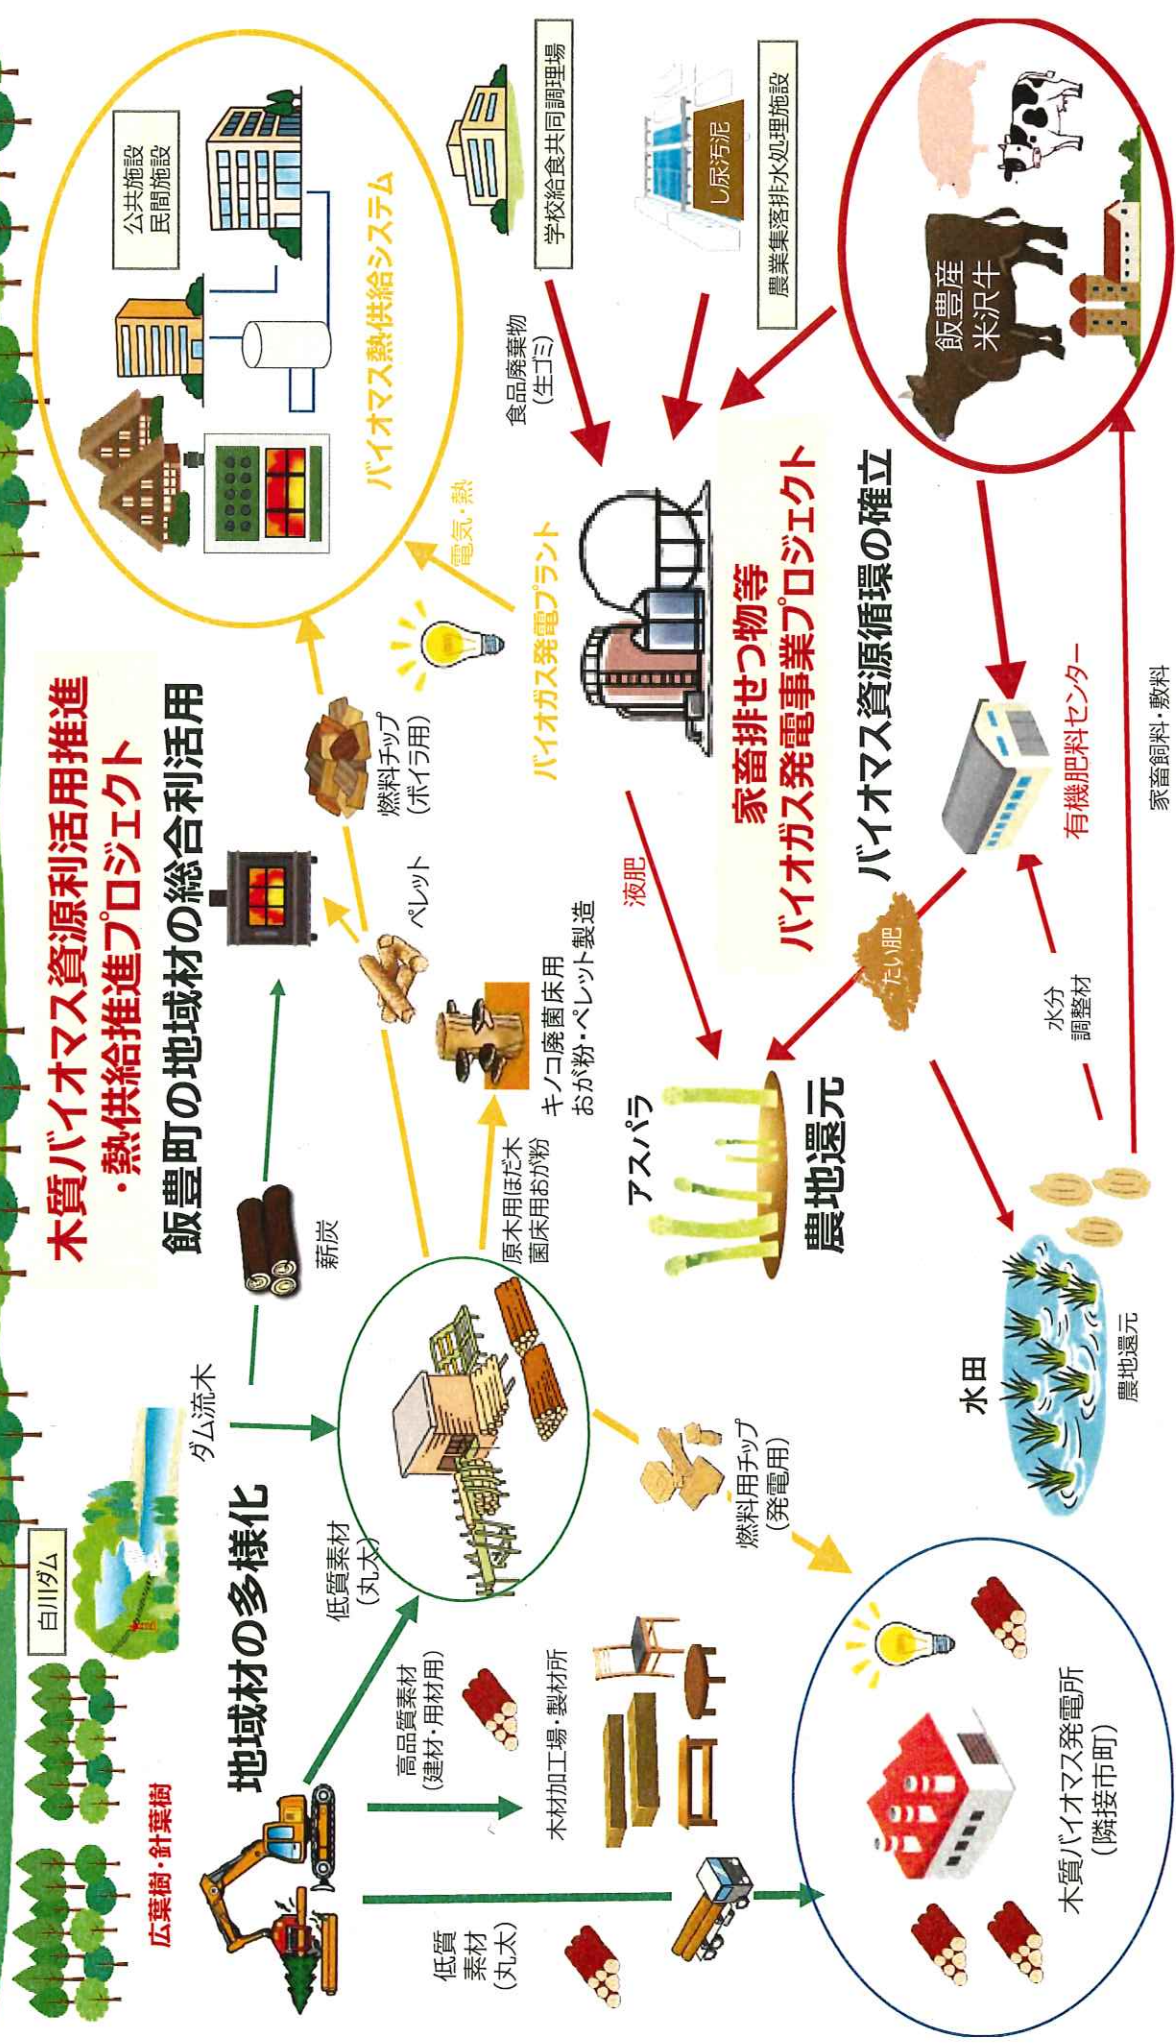 木質バイオマス資源利活用推進
・熱供給推進プロジェクト
飯豊町の地域材の総合利活用
白川ダム
広葉樹・針葉樹
地域材の多様化
ダム流木
薪炭
低質素材
(丸太)
高品質素材
(建材・用材用)
木材加工場・製材所
低質
素材
(丸太)
原木用ほだ木
菌床用おが粉
キノコ廃菌床用
おが粉・ペレット製造
ペレット
燃料チップ
(ボイラ用)
燃料用チップ
(発電用)
木質バイオマス発電所
(隣接市町)
公共施設
民間施設
バイオマス熱供給システム
電気・熱
バイオガス発電プラント
食品廃棄物
(生ゴミ)
学校給食共同調理場
し尿汚泥
農業集落排水処理施設
家畜排せつ物等
バイオガス発電事業プロジェクト
バイオマス資源循環の確立
飯豊産
米沢牛
液肥
アスパラ
農地還元
たい肥
有機肥料センター
水分
調整材
家畜飼料・敷料
水田
農地還元